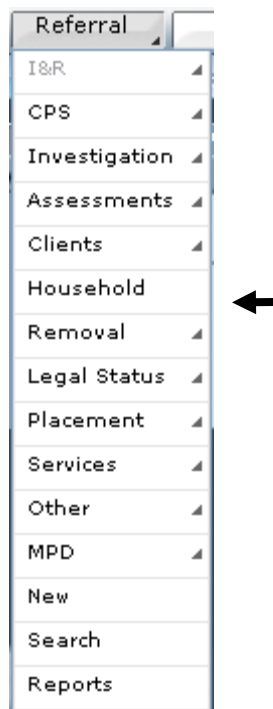 Referral
I&R
CPS
Investigation
Assessments
Clients
Household
Removal
Legal Status
Placement
Services
Other
MPD
New
Search
Reports